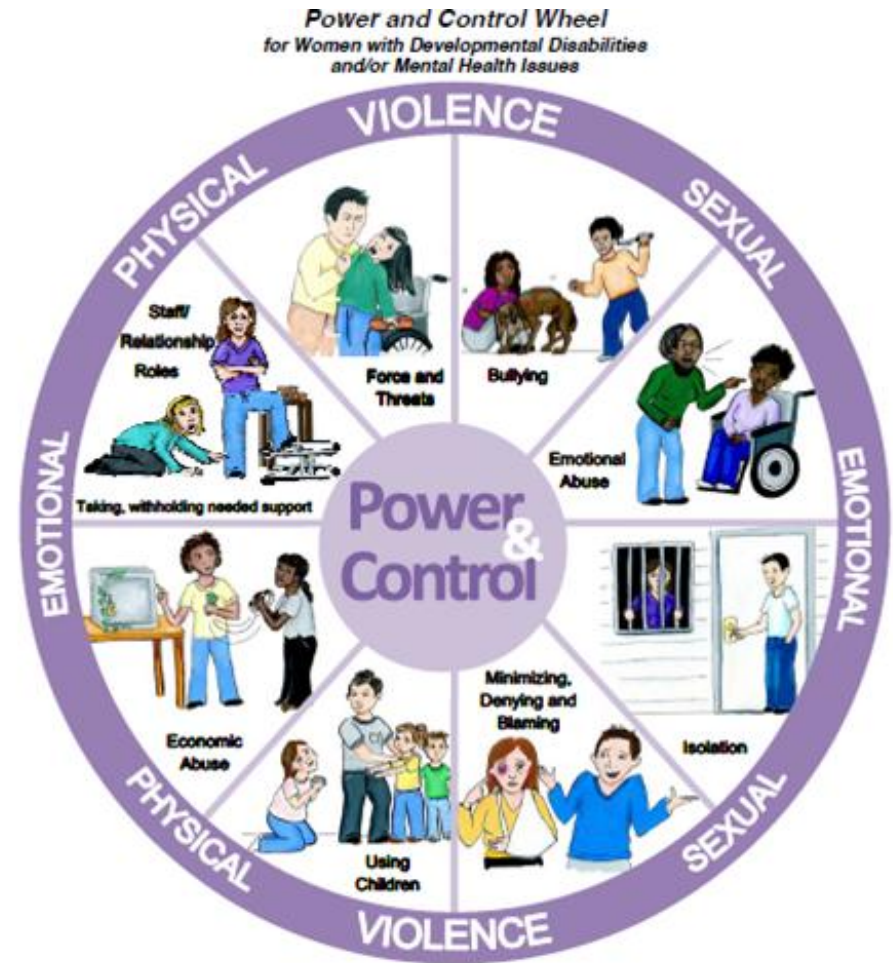 Power and Control Wheel
for Women with Developmental Disabilities
and/or Mental Health Issues
VIOLENCE
PHYSICAL
SEXUAL
Staff/
Relationship
Roles
Taking, withholding needed support
Force and
Threats
Bullying
Emotional
Abuse
EMOTIONAL
EMOTIONAL
Power
&
Control
Economic
Abuse
Using
Children
Minimizing,
Denying and
Blaming
Isolation
PHYSICAL
SEXUAL
VIOLENCE